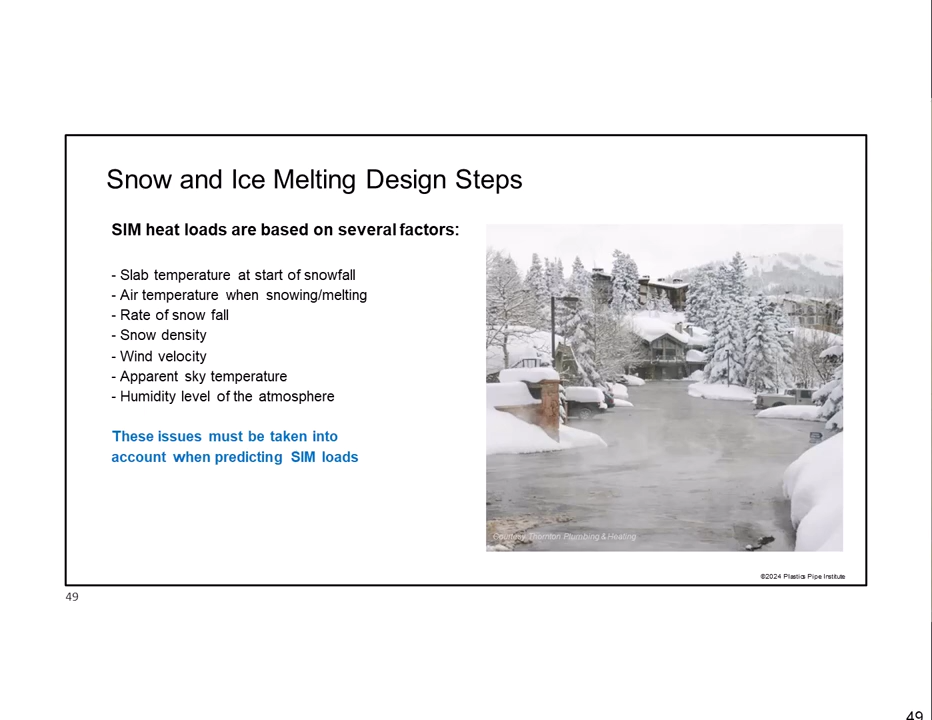 Snow and Ice Melting Design Steps
SIM heat loads are based on several factors:
- Slab temperature at start of snowfall
- Air temperature when snowing/melting
- Rate of snow fall
- Snow density
- Wind velocity
- Apparent sky temperature
- Humidity level of the atmosphere
These issues must be taken into
account when predicting SIM loads
Courtesy Thornton Plumbing & Heating
©2024 Plastics Pipe Institute
49
49